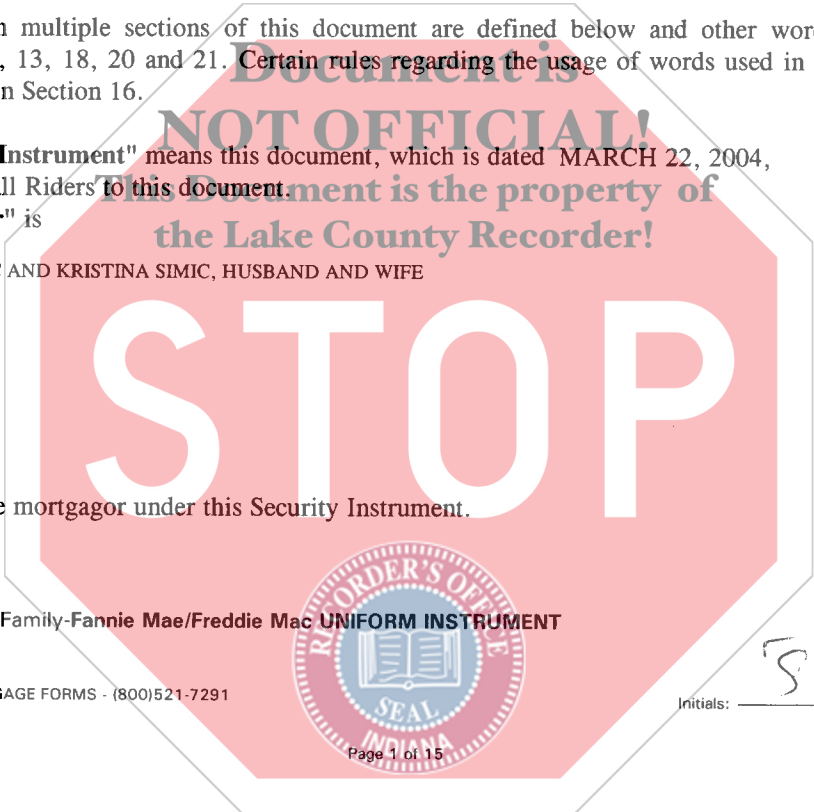 multiple sections of this document are defined below and other wor
, 13, 18, 20 and 21. Certain rules regarding the usage of words used in
n Section 16.
Document is
NOT OFFICIAL!
This Document is the property of
the Lake County Recorder!
Instrument" means this document, which is dated MARCH 22, 2004,
ll Riders to this document.
" is
AND KRISTINA SIMIC, HUSBAND AND WIFE
STOP
e mortgagor under this Security Instrument.
RECORDER'S OFFICE
SEAL
INDIANA
Family-Fannie Mae/Freddie Mac UNIFORM INSTRUMENT
AGE FORMS - (800)521-7291
Initials: S
Page 1 of 15